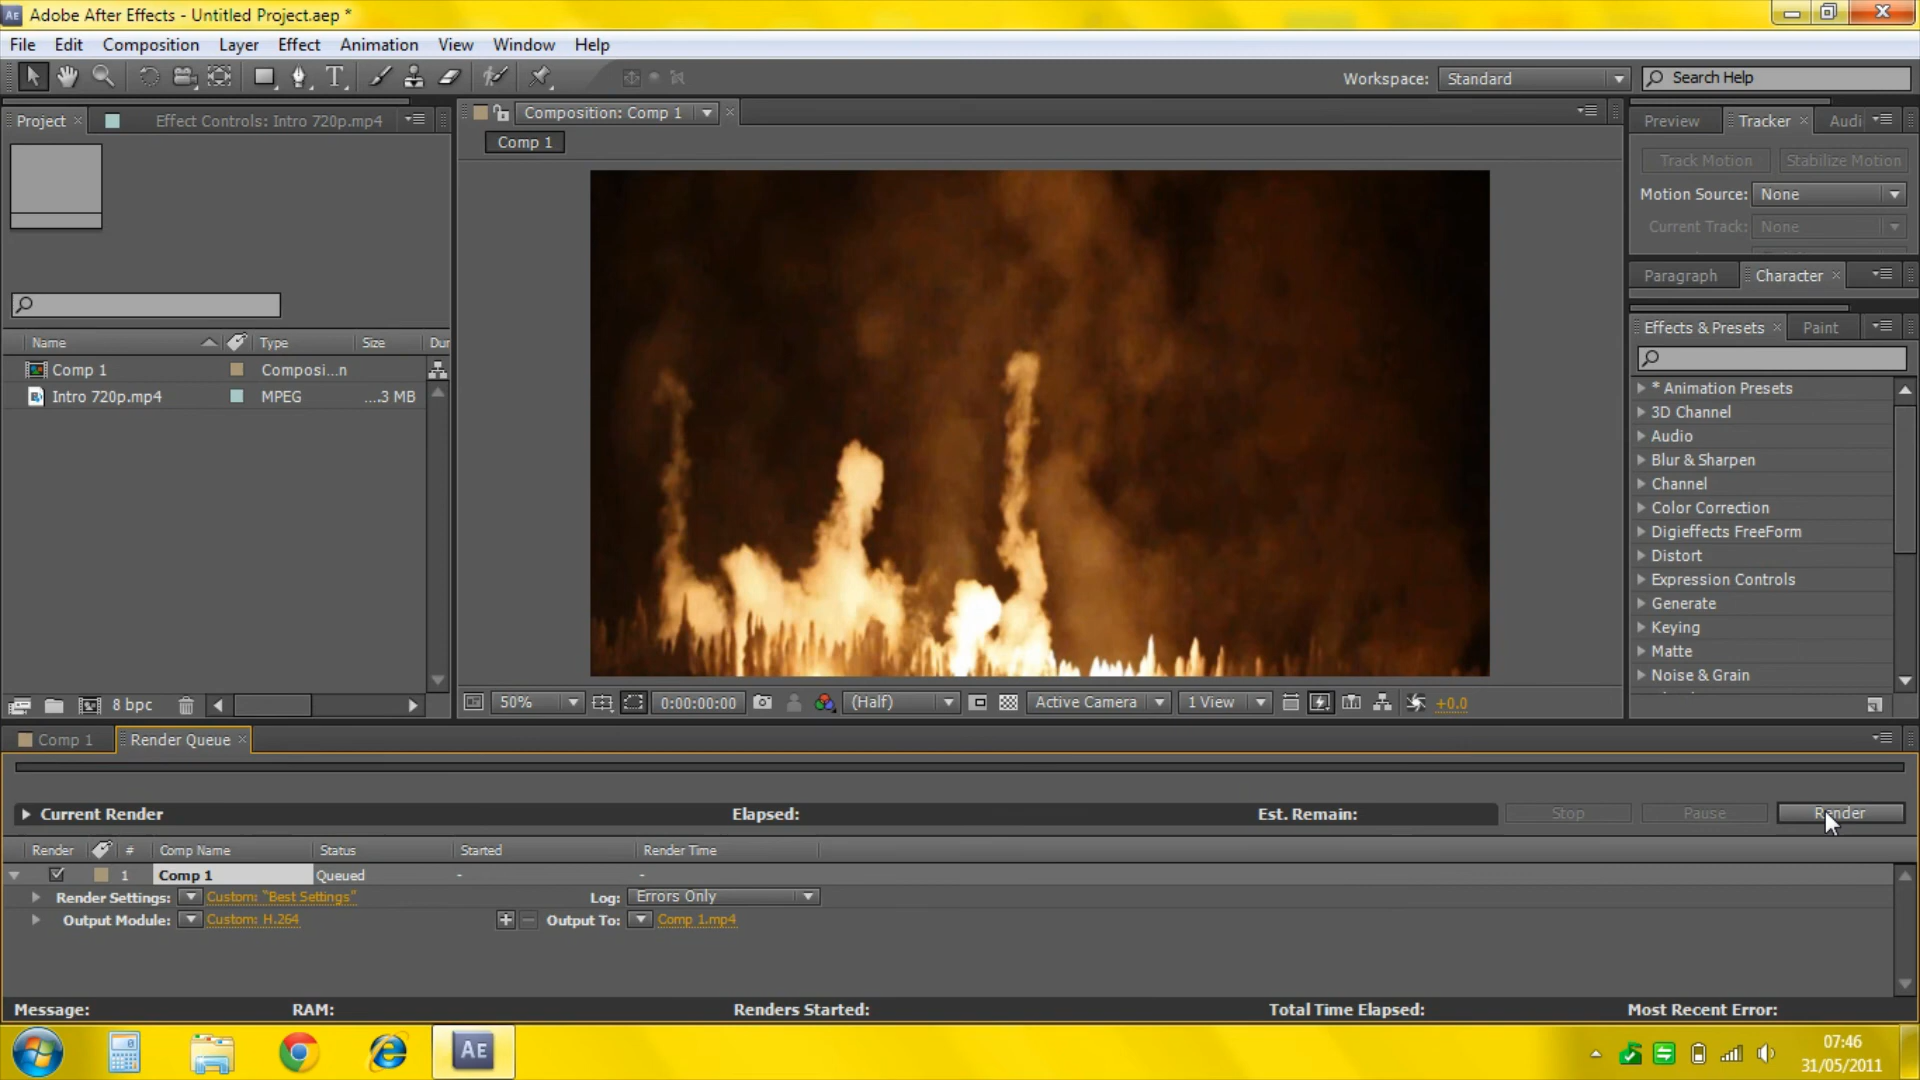 Adobe After Effects - Untitled Project.aep *
File Edit Composition Layer Effect Animation View Window Help
Workspace: Standard Search Help
Project Effect Controls: Intro 720p.mp4
Composition: Comp 1
Comp 1
Preview Tracker Audi
Track Motion Stabilize Motion
Motion Source: None
Current Track: None
Paragraph Character
Effects & Presets Paint
Name Type Size Dur
Comp 1 Composi...n
Intro 720p.mp4 MPEG ....3 MB
* Animation Presets
3D Channel
Audio
Blur & Sharpen
Channel
Color Correction
Digieffects FreeForm
Distort
Expression Controls
Generate
Keying
Matte
Noise & Grain
8 bpc
50% 0:00:00:00 (Half) Active Camera 1 View +0.0
Comp 1 Render Queue
Current Render Elapsed: Est. Remain: Stop Pause Render
Render # Comp Name Status Started Render Time
1 Comp 1 Queued - -
Render Settings: Custom: "Best Settings" Log: Errors Only
Output Module: Custom: H.264 Output To: Comp 1.mp4
Message: RAM: Renders Started: Total Time Elapsed: Most Recent Error:
AE
07:46
31/05/2011